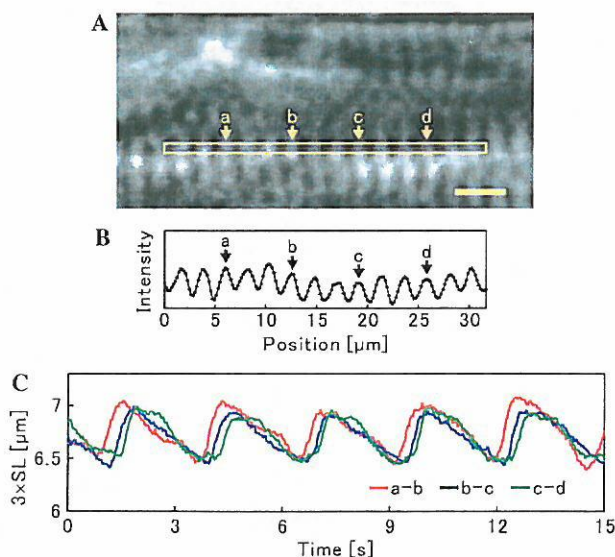 A
a b c d
B
Intensity
a b c d
0 5 10 15 20 25 30
Position [µm]
C
3×SL [µm]
7
6.5
6
a-b b-c c-d
0 3 6 9 12 15
Time [s]